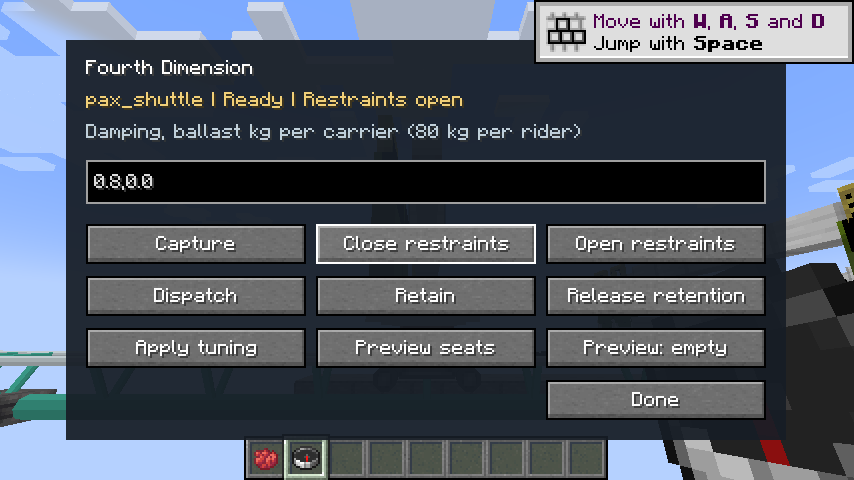 Move with W, A, S and D
Jump with Space
Fourth Dimension
pax_shuttle | Ready | Restraints open
Damping, ballast kg per carrier (80 kg per rider)
0.8,0.0
Capture
Close restraints
Open restraints
Dispatch
Retain
Release retention
Apply tuning
Preview seats
Preview: empty
Done